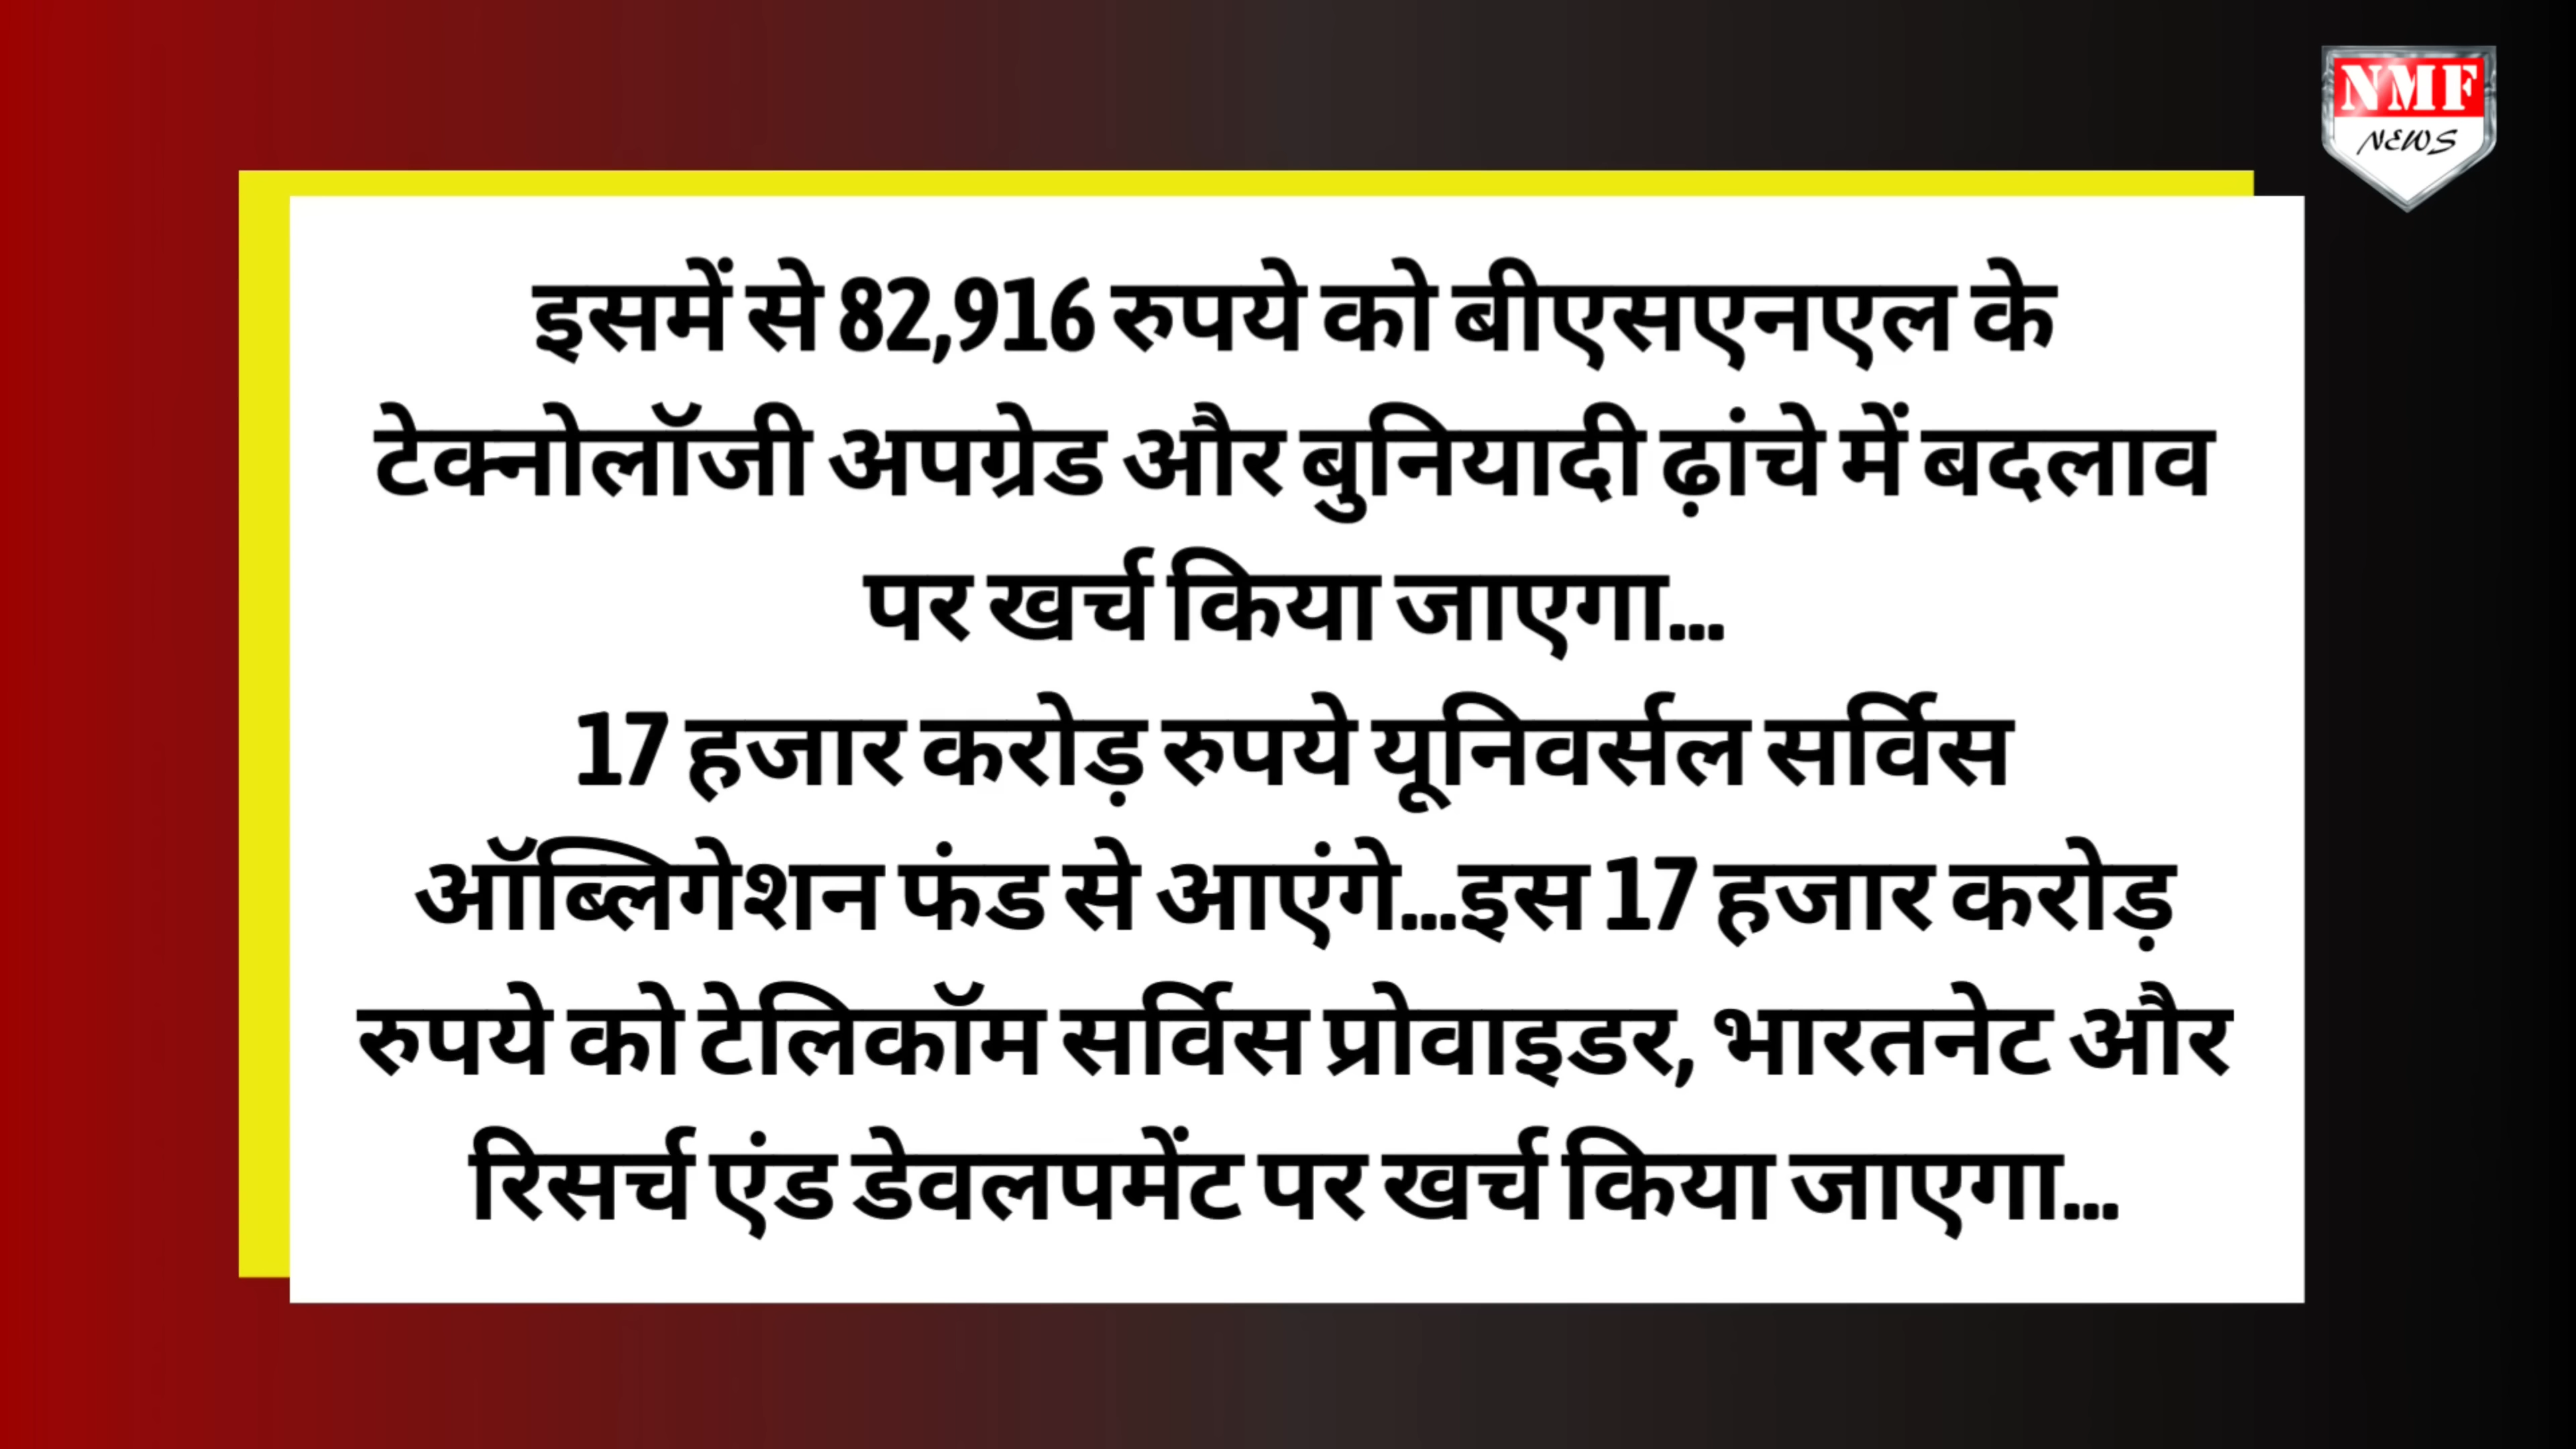 NMF
NEWS
इसमें से 82,916 रुपये को बीएसएनएल के
टेक्नोलॉजी अपग्रेड और बुनियादी ढ़ांचे में बदलाव
पर खर्च किया जाएगा...
17 हजार करोड़ रुपये यूनिवर्सल सर्विस
ऑब्लिगेशन फंड से आएंगे...इस 17 हजार करोड़
रुपये को टेलिकॉम सर्विस प्रोवाइडर, भारतनेट और
रिसर्च एंड डेवलपमेंट पर खर्च किया जाएगा...